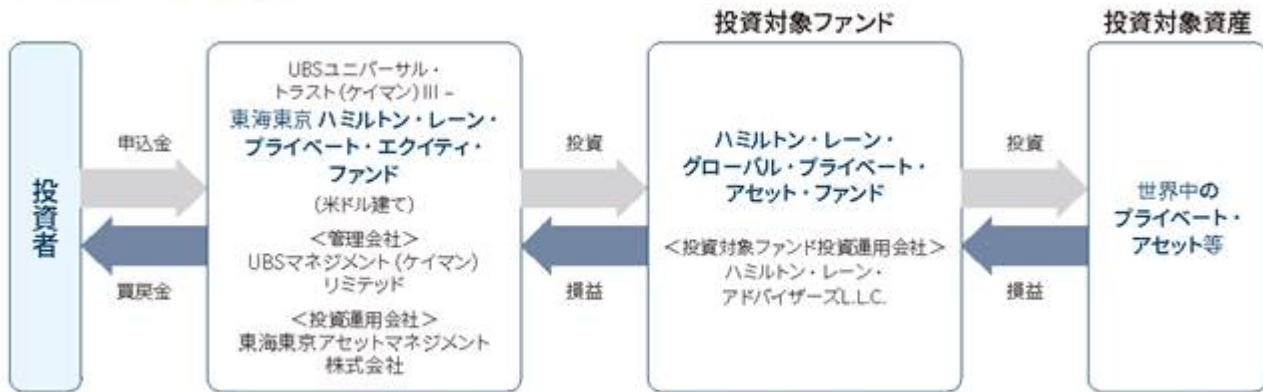 投資対象ファンド
投資対象資産
投資者
申込金
買戻金
UBSユニバーサル・
トラスト(ケイマン)III –
東海東京 ハミルトン・レーン・
プライベート・エクイティ・
ファンド
(米ドル建て)
<管理会社>
UBSマネジメント(ケイマン)
リミテッド
<投資運用会社>
東海東京アセットマネジメント
株式会社
投資
損益
ハミルトン・レーン・
グローバル・プライベート・
アセット・ファンド
<投資対象ファンド投資運用会社>
ハミルトン・レーン・
アドバイザーズL.L.C.
投資
損益
世界中の
プライベート・
アセット等